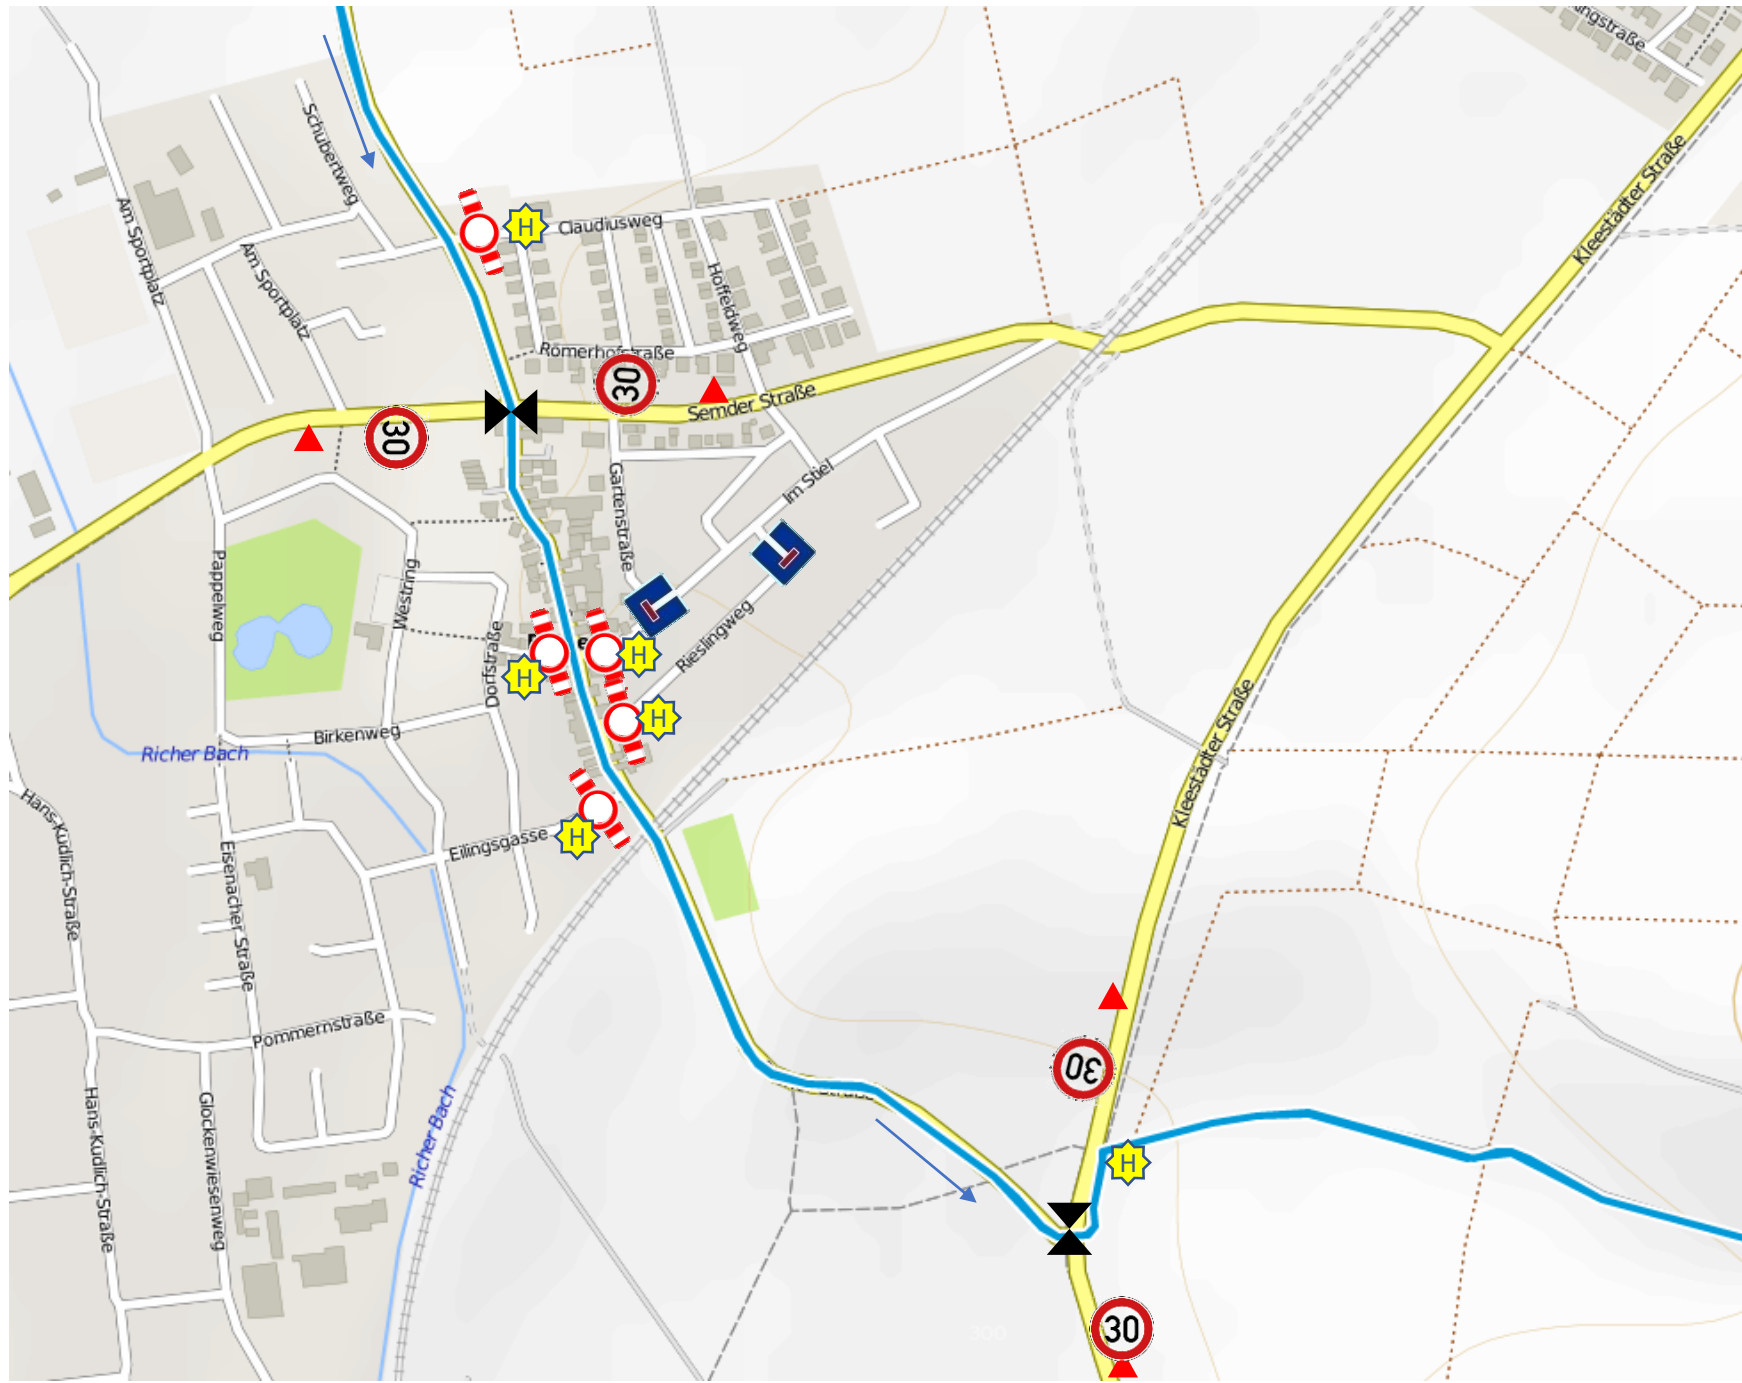 ngstraße
Schubertweg
Am Sportplatz
H
Claudiusweg
Kleestädter Straße
Am Sportplatz
Hoffeldweg
Römerhofstraße
30
Semder Straße
30
Gartenstraße
Im Stiel
Pappelweg
Westring
Dorfstraße
e
H
H
Rieslingweg
H
Kleestädter Straße
Birkenweg
Richer Bach
Hans-Kudlich-Straße
Eilingsgasse
H
Eisenacher Straße
Pommernstraße
30
Hans-Kudlich-Straße
Glockenwiesenweg
Richer Bach
H
30
300